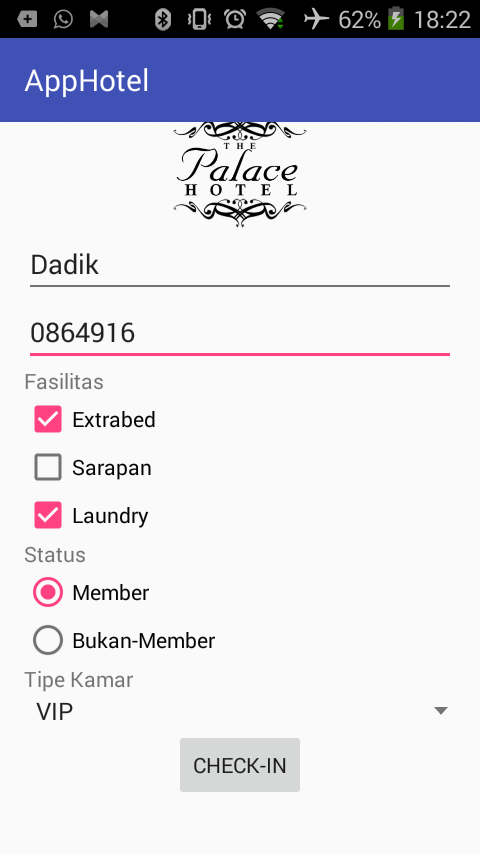 62% 18:22
AppHotel
THE
Palace
HOTEL
Dadik
0864916
Fasilitas
Extrabed
Sarapan
Laundry
Status
Member
Bukan-Member
Tipe Kamar
VIP
CHECK-IN